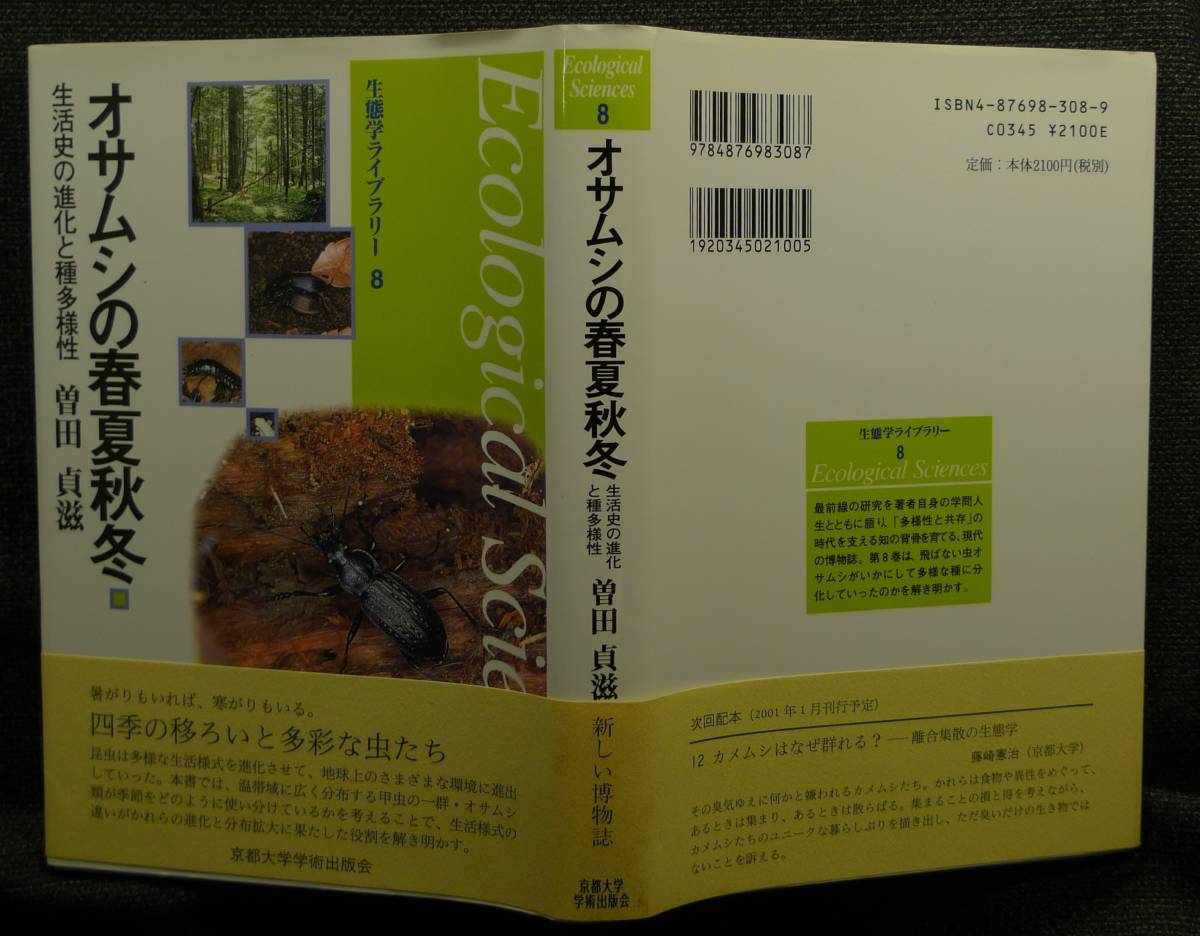 オサムシの春夏秋冬
生活史の進化と種多様性
曽田 貞滋
生態学ライブラリー 8
Ecological Scie
暑がりもいれば、寒がりもいる。
四季の移ろいと多彩な虫たち
昆虫は多様な生活様式を進化させて、地球上のさまざまな環境に進出
していった。本書では、温帯域に広く分布する甲虫の一群・オサムシ
類が季節をどのように使い分けているかを考えることで、生活様式の
違いがかれらの進化と分布拡大に果たした役割を解き明かす。
京都大学学術出版会
Ecological
Sciences
8
オサムシの春夏秋冬
生活史の進化
と種多様性
曽田 貞滋
新しい博物誌
京都大学
学術出版会
9784876983087
1920345021005
ISBN4-87698-308-9
C0345 ¥2100E
定価：本体2100円(税別)
生態学ライブラリー
8
Ecological Sciences
最前線の研究を著者自身の学問人
生とともに語り、「多様性と共存」の
時代を支える知の背骨を育てる、現代
の博物誌。第8巻は、飛ばない虫オ
サムシがいかにして多様な種に分
化していったのかを解き明かす。
次回配本（2001年1月刊行予定）
12 カメムシはなぜ群れる？―離合集散の生態学
藤崎憲治（京都大学）
その臭気ゆえに何かと嫌われるカメムシたち。かれらは食物や異性をめぐって、
あるときは集まり、あるときは散らばる。集まることの損と得を考えながら、
カメムシたちのユニークな暮らしぶりを描き出し、ただ臭いだけの生き物では
ないことを訴える。